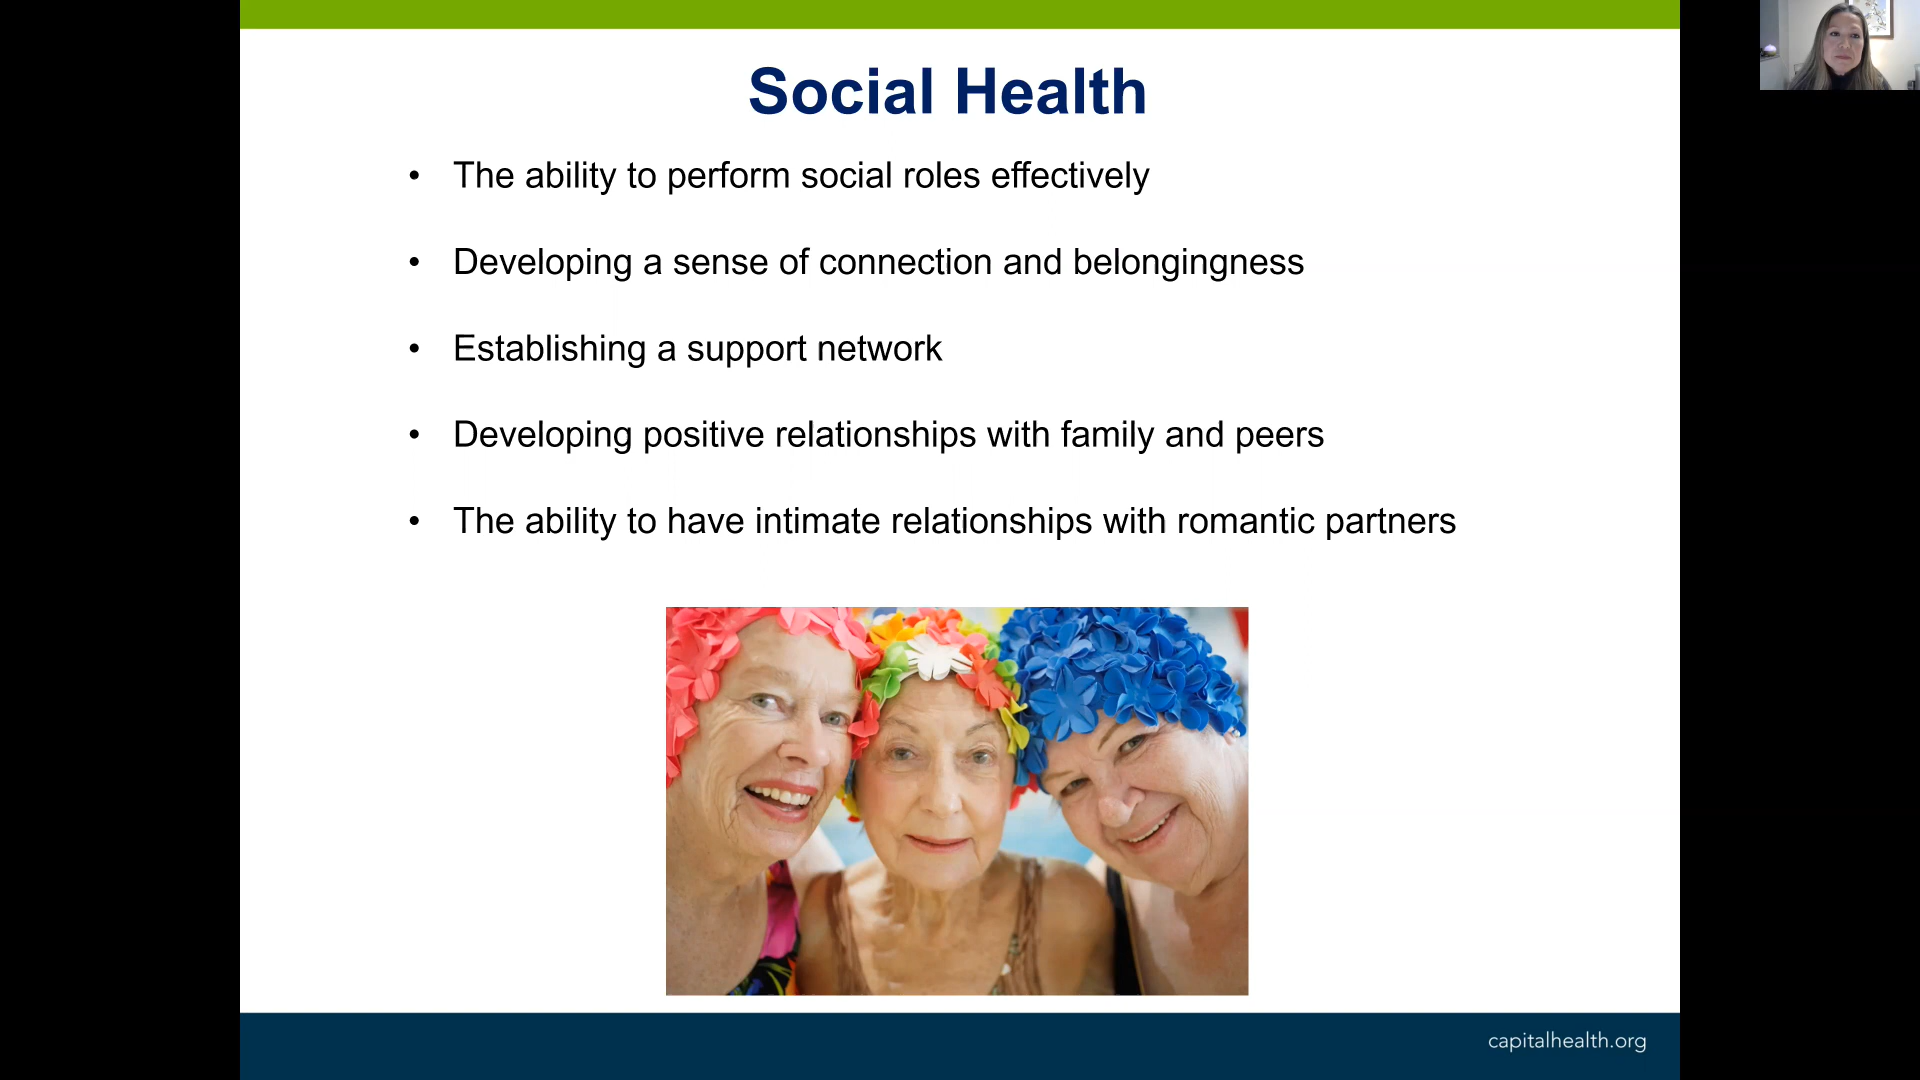 Social Health
• The ability to perform social roles effectively
• Developing a sense of connection and belongingness
• Establishing a support network
• Developing positive relationships with family and peers
• The ability to have intimate relationships with romantic partners
capitalhealth.org